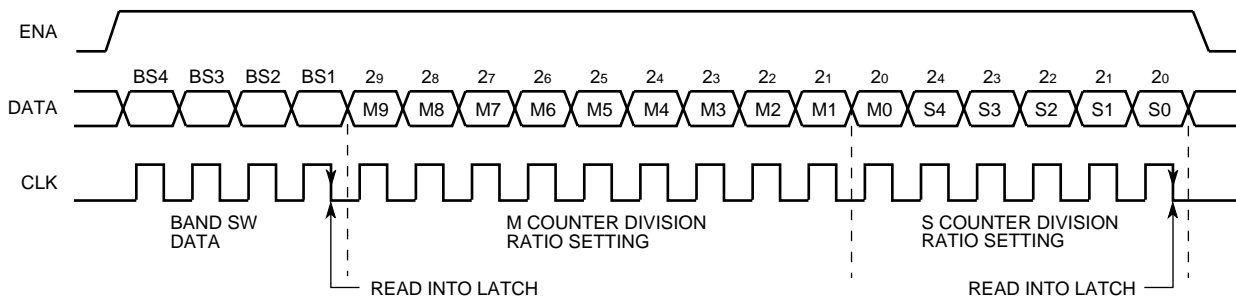 ENA
BS4 BS3 BS2 BS1 29 28 27 26 25 24 23 22 21 20 24 23 22 21 20
DATA M9 M8 M7 M6 M5 M4 M3 M2 M1 M0 S4 S3 S2 S1 S0
CLK
BAND SW
DATA
M COUNTER DIVISION
RATIO SETTING
S COUNTER DIVISION
RATIO SETTING
READ INTO LATCH
READ INTO LATCH